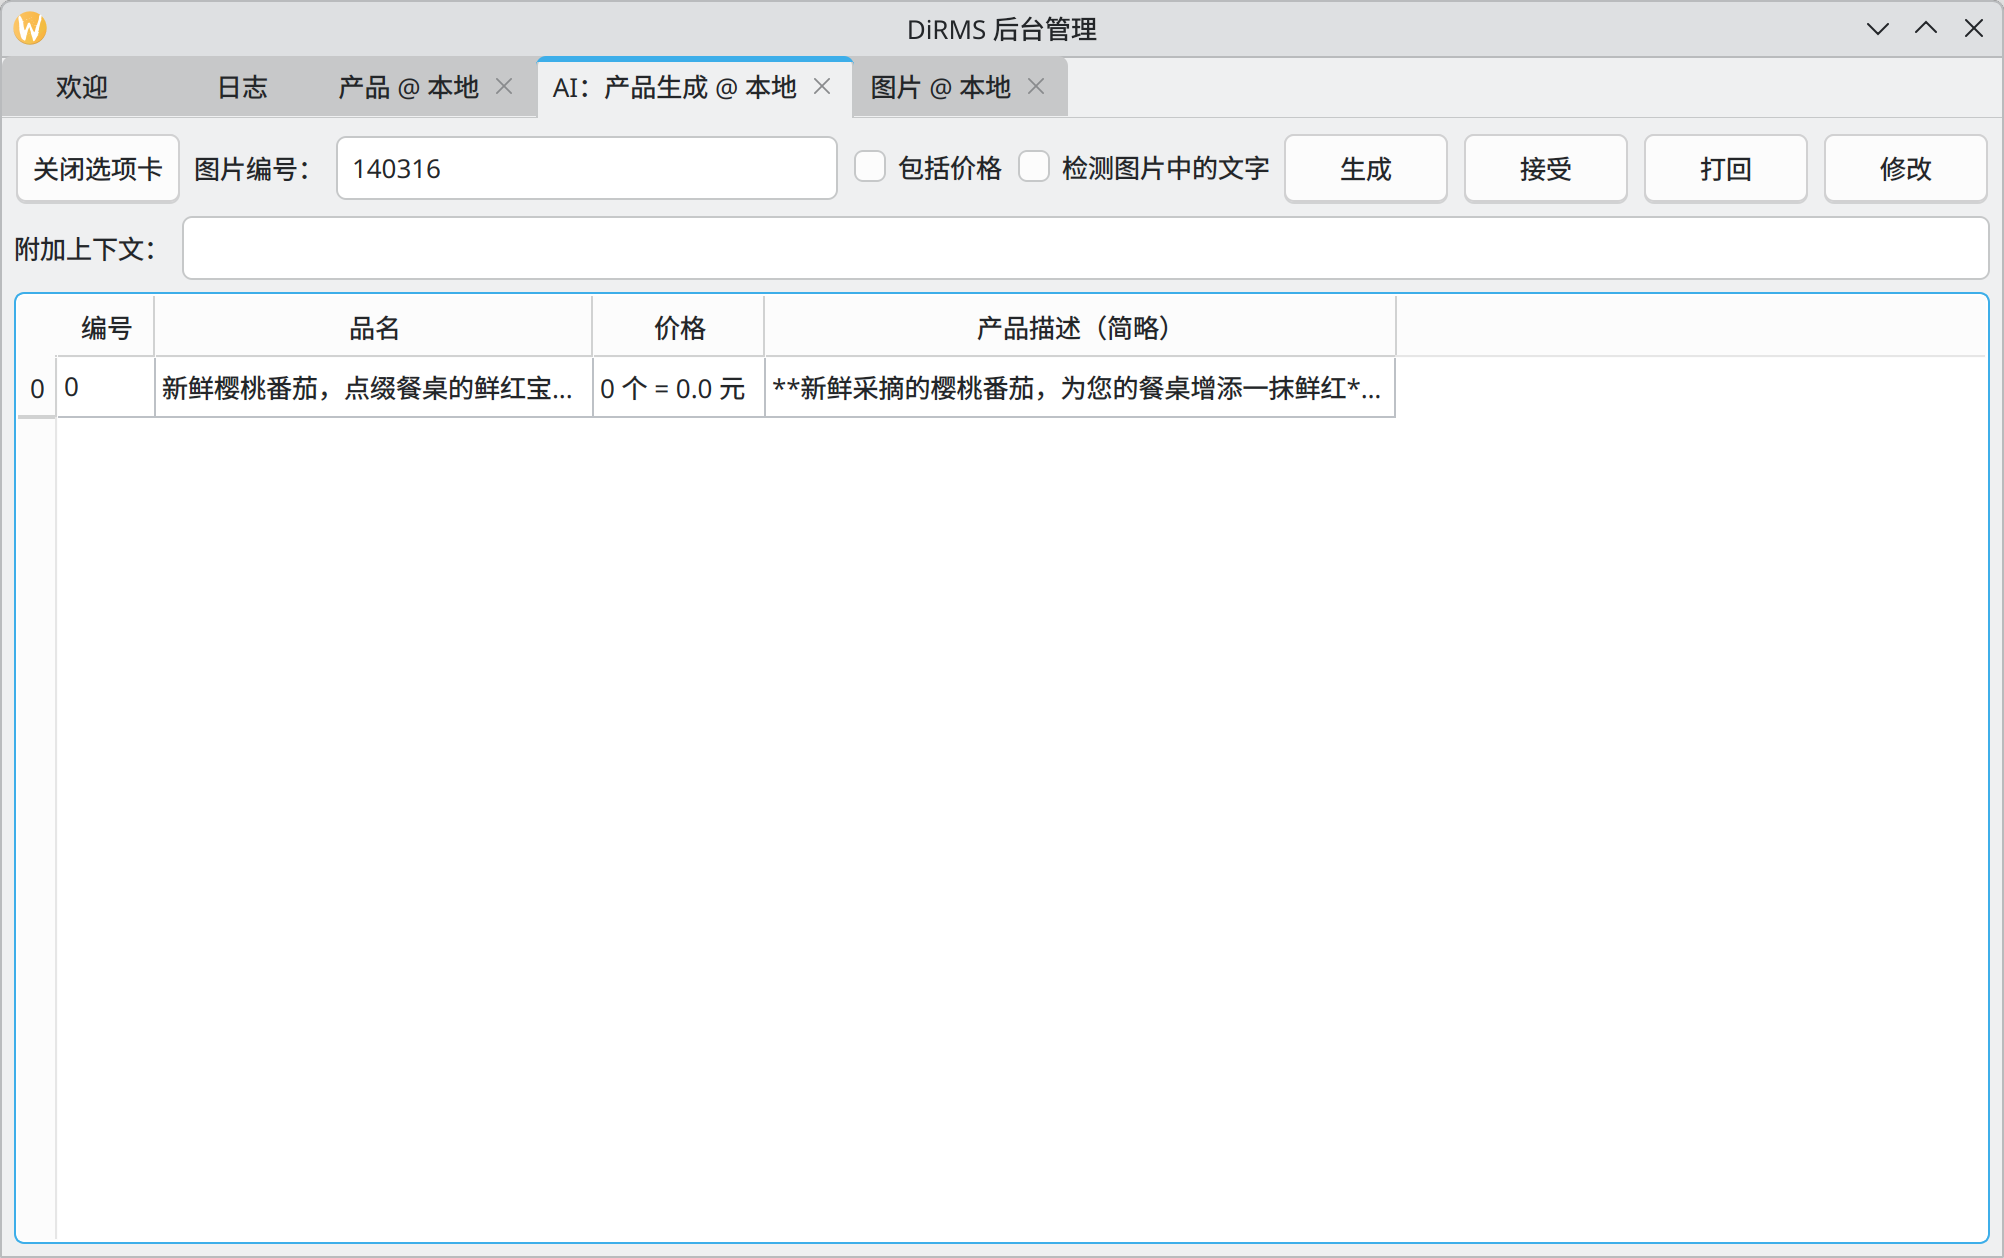 DiRMS 后台管理
欢迎 日志 产品 @ 本地 AI：产品生成 @ 本地 图片 @ 本地
关闭选项卡 图片编号： 140316 包括价格 检测图片中的文字 生成 接受 打回 修改
附加上下文：
编号 品名 价格 产品描述（简略）
0 0 新鲜樱桃番茄，点缀餐桌的鲜红宝... 0 个 = 0.0 元 **新鲜采摘的樱桃番茄，为您的餐桌增添一抹鲜红*...